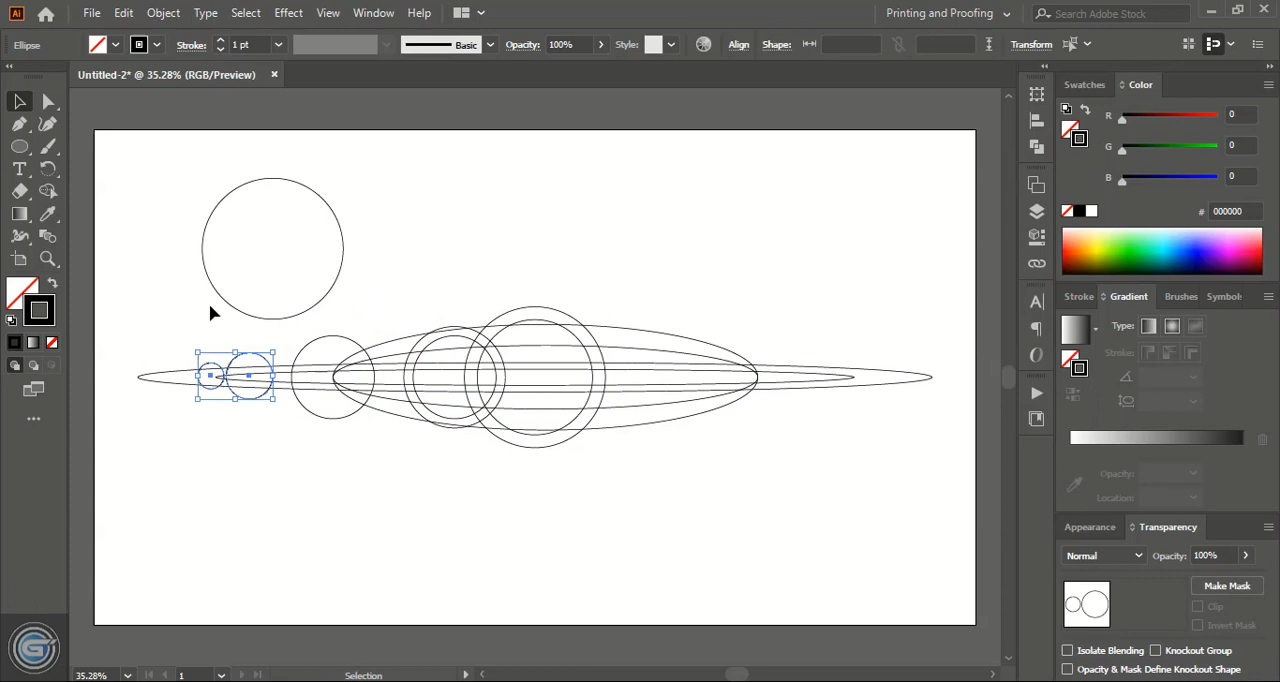 Ai File Edit Object Type Select Effect View Window Help Printing and Proofing Search Adobe Stock
Ellipse Stroke: 1 pt Basic Opacity: 100% Style: Align Shape: Transform
Untitled-2* @ 35.28% (RGB/Preview)
Swatches Color
R 0
G 0
B 0
# 000000
Stroke Gradient Brushes Symbols
Type:
Stroke:
Opacity:
Location:
Appearance Transparency
Normal Opacity: 100%
Make Mask
Clip
Invert Mask
Isolate Blending Knockout Group
Opacity & Mask Define Knockout Shape
35.28% 1 Selection